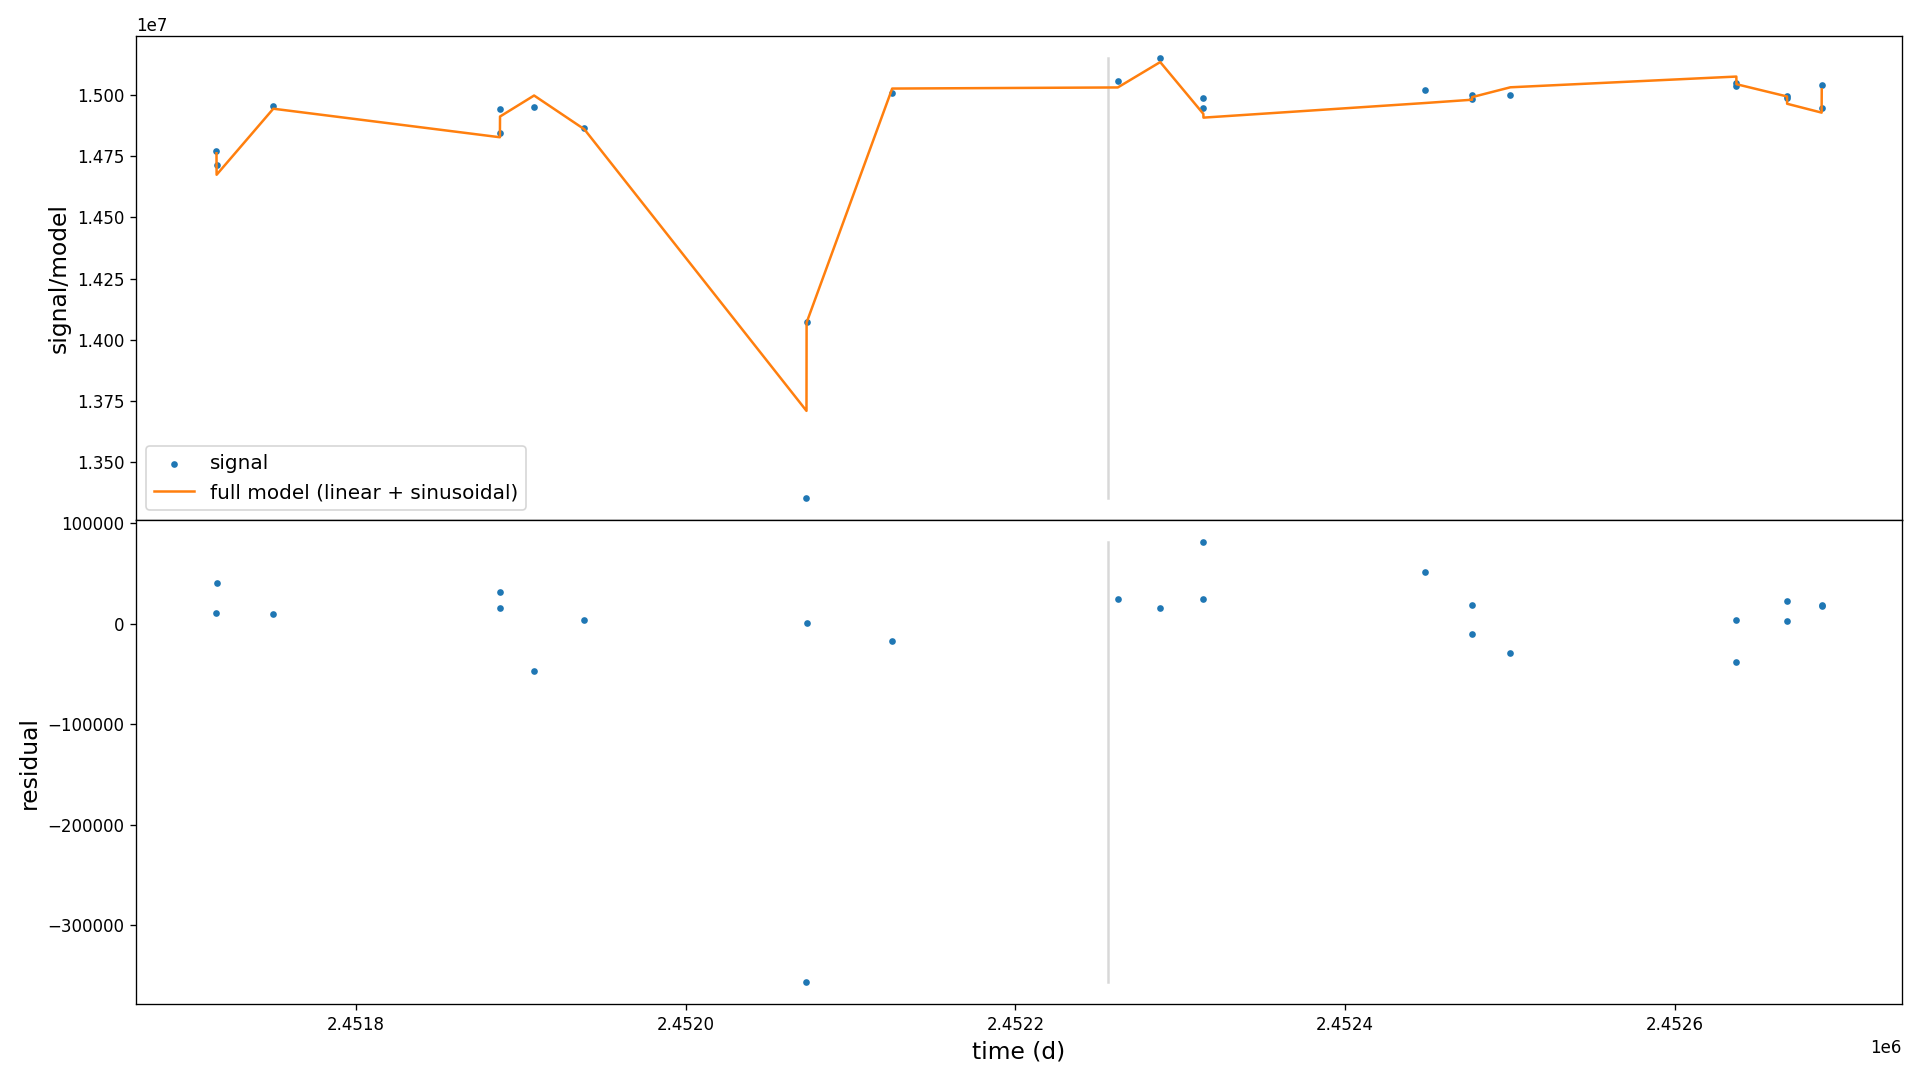 1e7
1.500
1.475
1.450
1.425
1.400
1.375
1.350
signal/model
signal
full model (linear + sinusoidal)
100000
0
−100000
−200000
−300000
residual
2.4518
2.4520
2.4522
2.4524
2.4526
1e6
time (d)